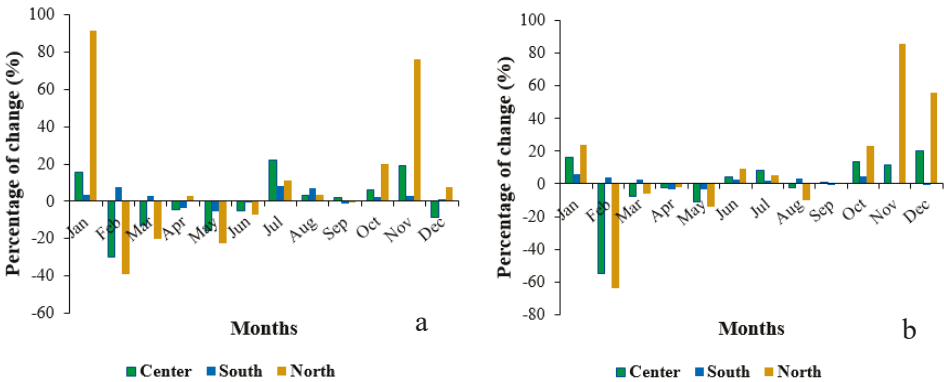 Percentage of change (%)
100
80
60
40
20
0
-20
-40
-60
Jan
Feb
Mar
Apr
May
Jun
Jul
Aug
Sep
Oct
Nov
Dec
Months
a
Center South North
Percentage of change (%)
100
80
60
40
20
0
-20
-40
-60
-80
Jan
Feb
Mar
Apr
May
Jun
Jul
Aug
Sep
Oct
Nov
Dec
Months
b
Center South North